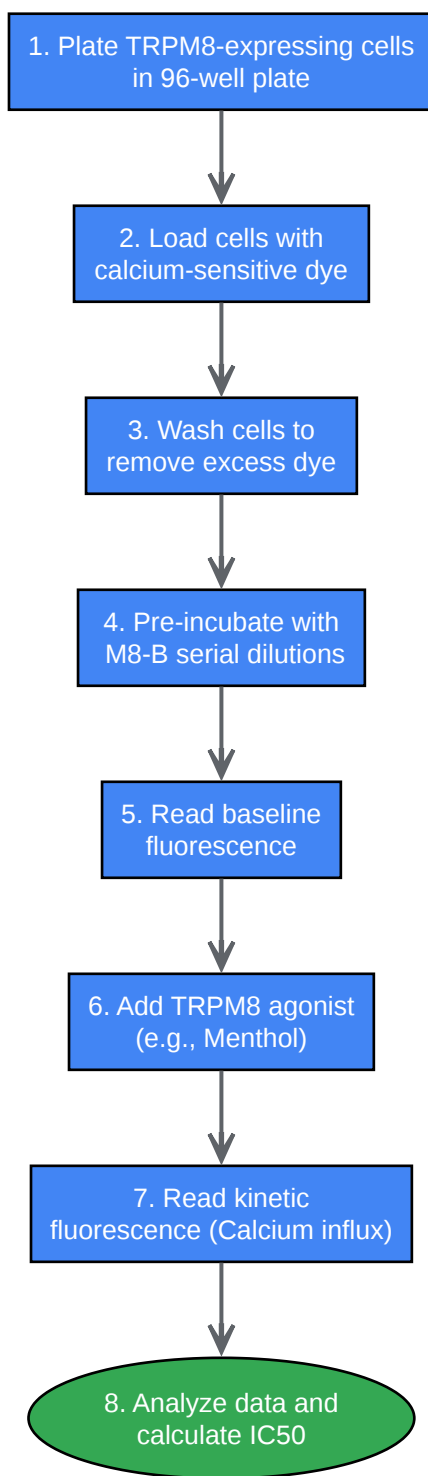 1. Plate TRPM8-expressing cells
in 96-well plate
2. Load cells with
calcium-sensitive dye
3. Wash cells to
remove excess dye
4. Pre-incubate with
M8-B serial dilutions
5. Read baseline
fluorescence
6. Add TRPM8 agonist
(e.g., Menthol)
7. Read kinetic
fluorescence (Calcium influx)
8. Analyze data and
calculate IC50